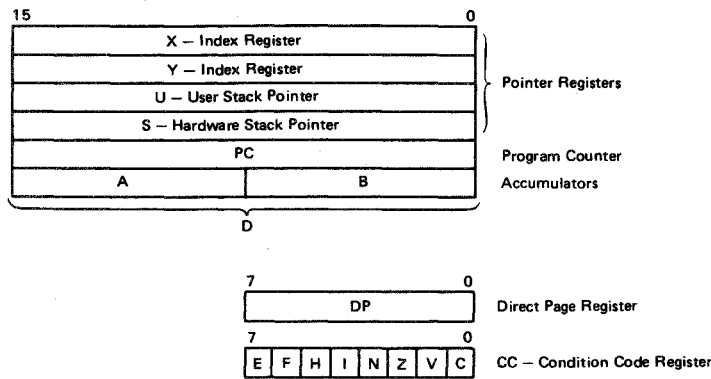 15 0
X – Index Register
Y – Index Register
U – User Stack Pointer
S – Hardware Stack Pointer
Pointer Registers
PC Program Counter
A B Accumulators
D
7 0
DP Direct Page Register
7 0
E F H I N Z V C CC – Condition Code Register